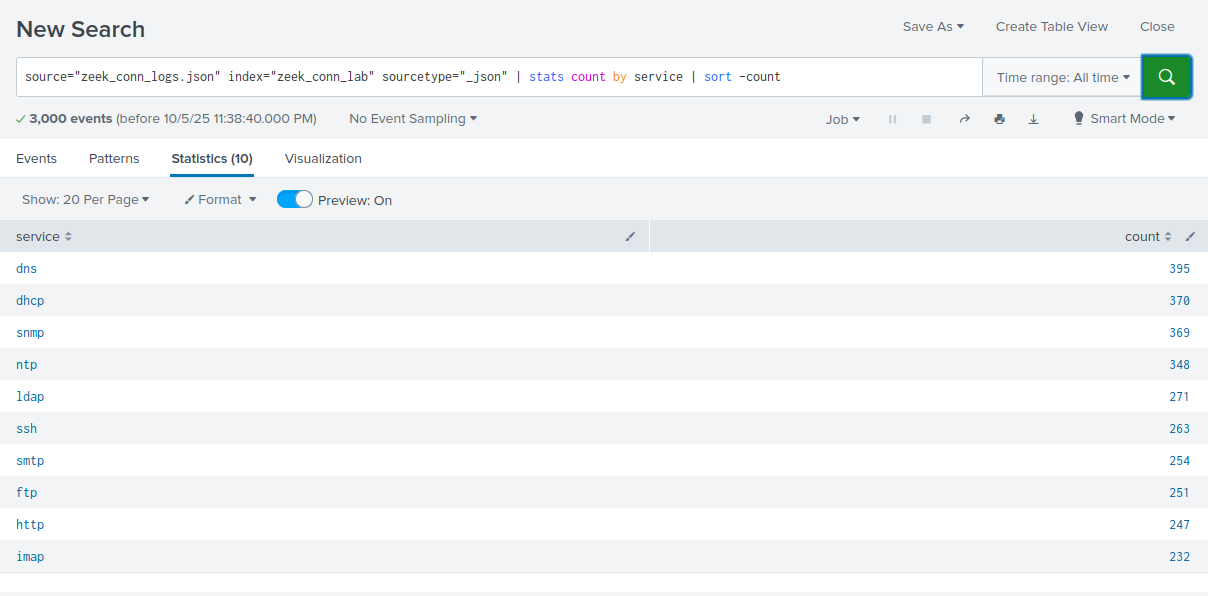 New Search
Save As Create Table View Close
source="zeek_conn_logs.json" index="zeek_conn_lab" sourcetype="_json" | stats count by service | sort -count
Time range: All time
3,000 events (before 10/5/25 11:38:40.000 PM) No Event Sampling Job Smart Mode
Events Patterns Statistics (10) Visualization
Show: 20 Per Page Format Preview: On
service count
dns 395
dhcp 370
snmp 369
ntp 348
ldap 271
ssh 263
smtp 254
ftp 251
http 247
imap 232